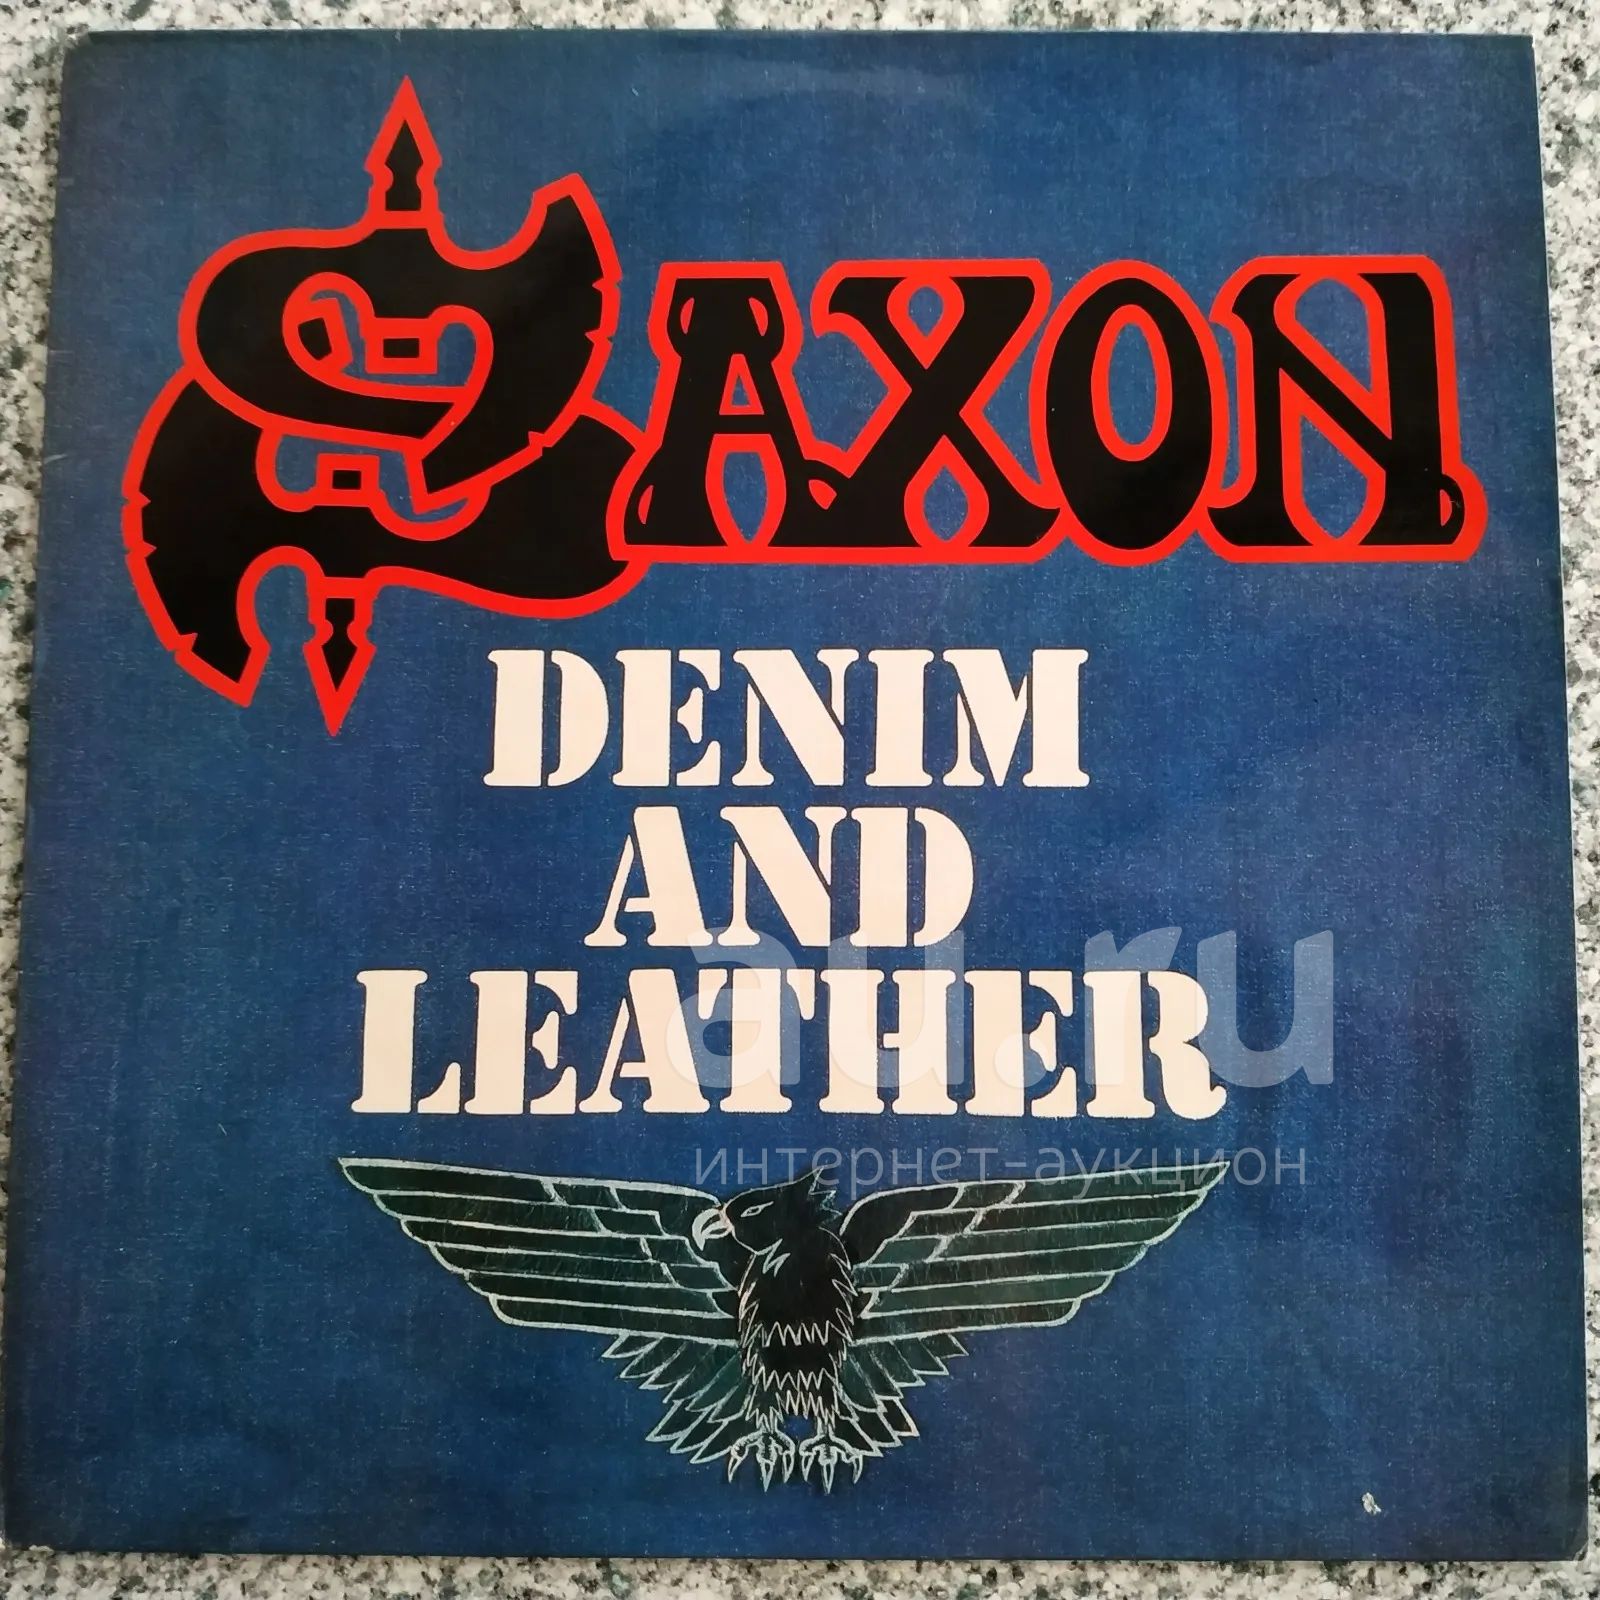 SAXON
DENIM
AND
LEATHER
au.ru
интернет-аукцион